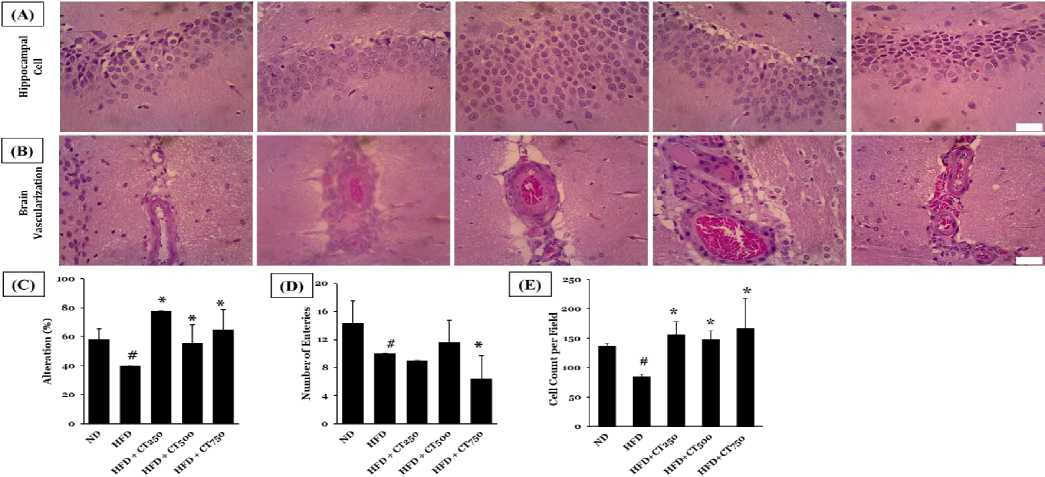 (A)
Hippocampal
Cell
(B)
Brain
Vascularization
(C)
Alteration (%)
100
80
60
40
20
0
*
#
*
*
ND
HFD
HFD + CT250
HFD + CT500
HFD + CT750
(D)
Number of Enteries
16
12
8
4
0
#
*
ND
HFD
HFD + CT250
HFD + CT500
HFD + CT750
(E)
Cell Count per Field
200
150
100
50
0
#
*
*
*
ND
HFD
HFD+CT250
HFD+CT500
HFD+CT750